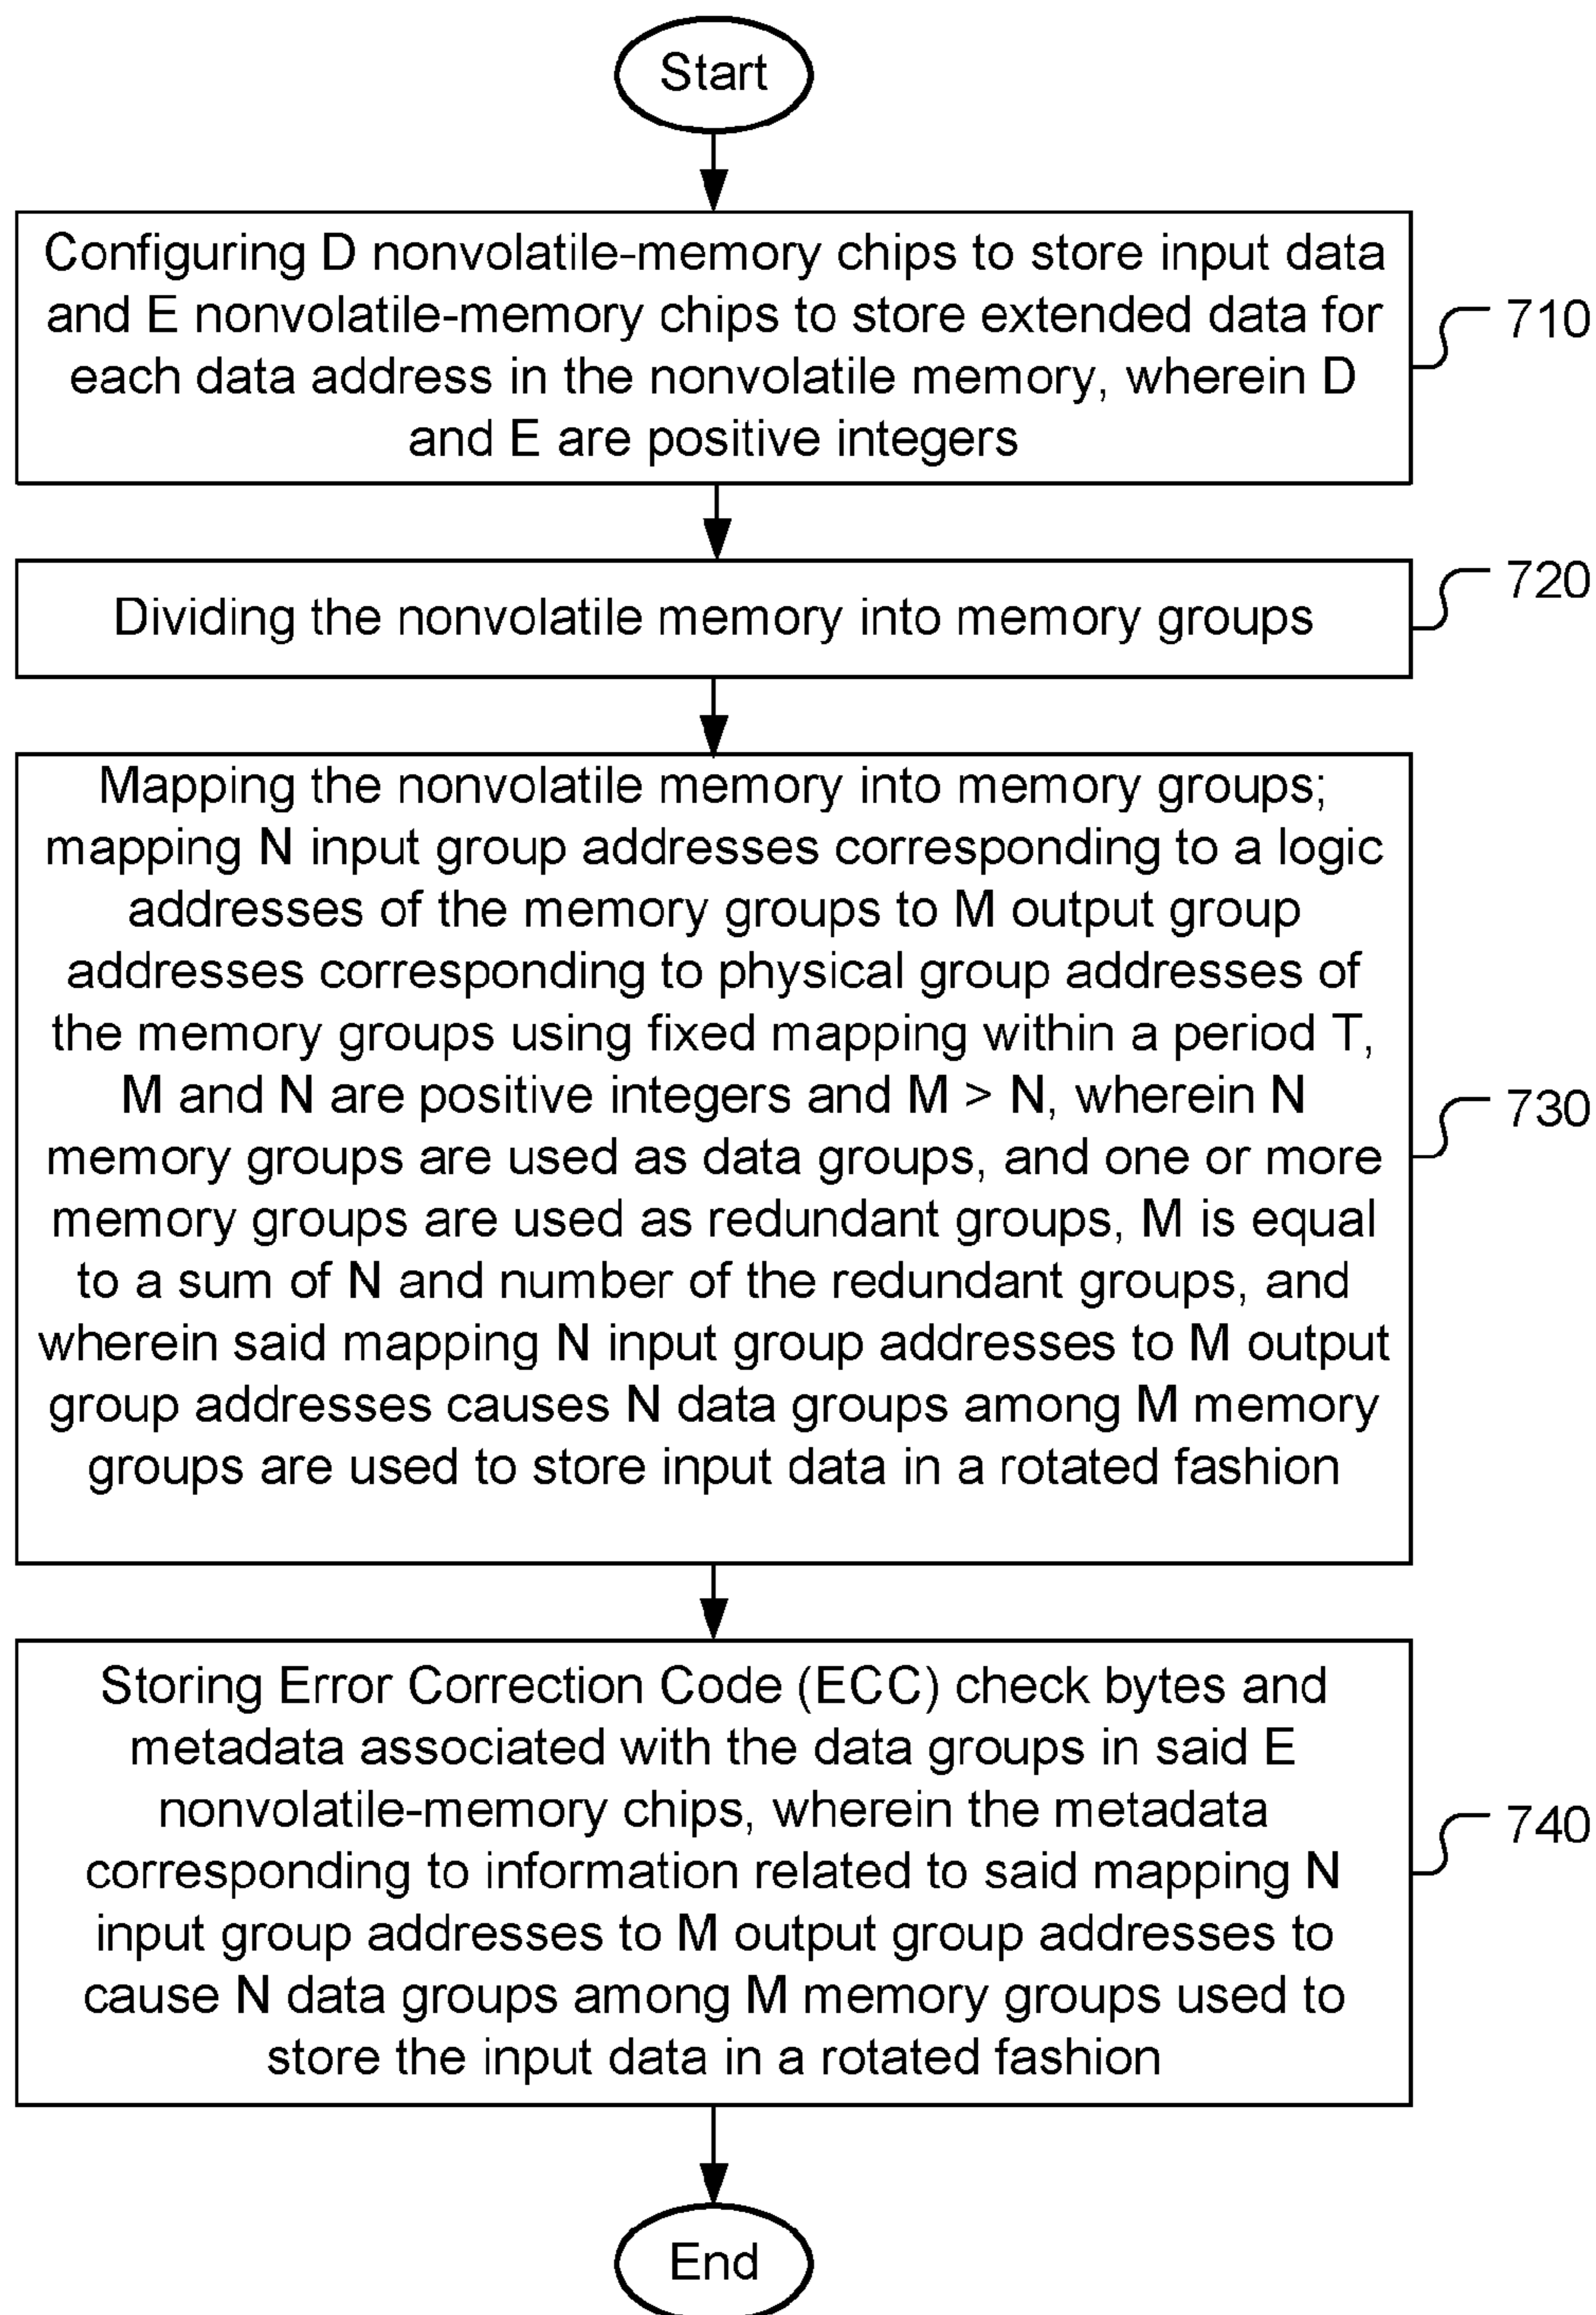 Start
Configuring D nonvolatile-memory chips to store input data
and E nonvolatile-memory chips to store extended data for
each data address in the nonvolatile memory, wherein D
and E are positive integers
710
Dividing the nonvolatile memory into memory groups
720
Mapping the nonvolatile memory into memory groups;
mapping N input group addresses corresponding to a logic
addresses of the memory groups to M output group
addresses corresponding to physical group addresses of
the memory groups using fixed mapping within a period T,
M and N are positive integers and M > N, wherein N
memory groups are used as data groups, and one or more
memory groups are used as redundant groups, M is equal
to a sum of N and number of the redundant groups, and
wherein said mapping N input group addresses to M output
group addresses causes N data groups among M memory
groups are used to store input data in a rotated fashion
730
Storing Error Correction Code (ECC) check bytes and
metadata associated with the data groups in said E
nonvolatile-memory chips, wherein the metadata
corresponding to information related to said mapping N
input group addresses to M output group addresses to
cause N data groups among M memory groups used to
store the input data in a rotated fashion
740
End